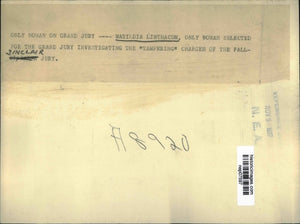 ONLY WOMAN ON GRAND JURY ---- MATILDIA LINTHACUM, ONLY WOMAN SELECTED
FOR THE GRAND JURY INVESTIGATING THE "TAMPERING" CHARGES OF THE FALL-
SINCLAIR JURY.
A8920
N. E. A.